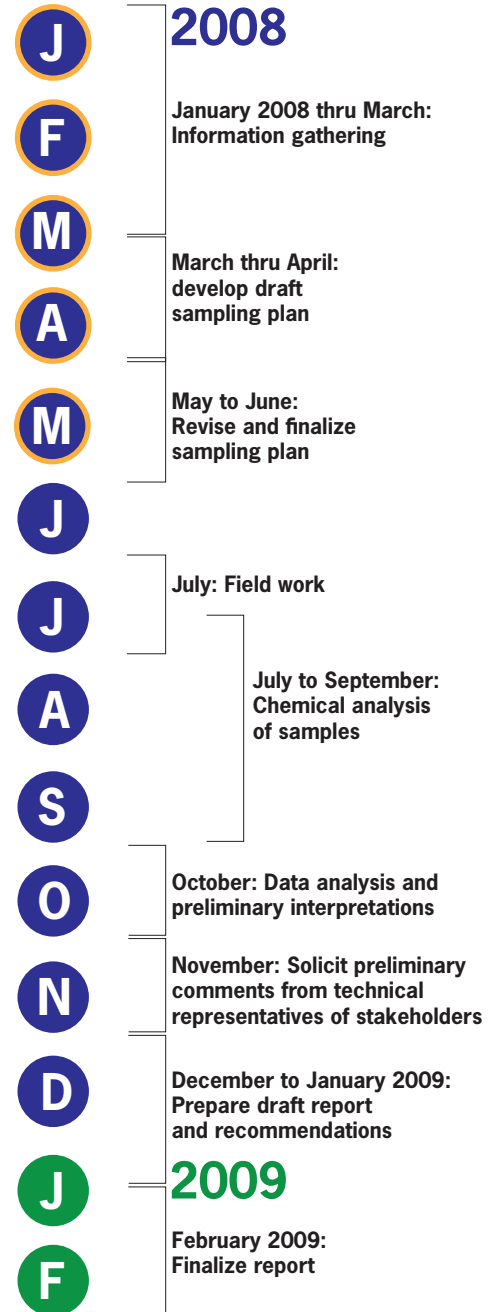 J
2008
January 2008 thru March:
Information gathering
F
M
March thru April:
develop draft
sampling plan
A
May to June:
Revise and finalize
sampling plan
M
J
July: Field work
J
July to September:
Chemical analysis
of samples
A
S
October: Data analysis and
preliminary interpretations
O
November: Solicit preliminary
comments from technical
representatives of stakeholders
N
December to January 2009:
Prepare draft report
and recommendations
D
J
2009
February 2009:
Finalize report
F